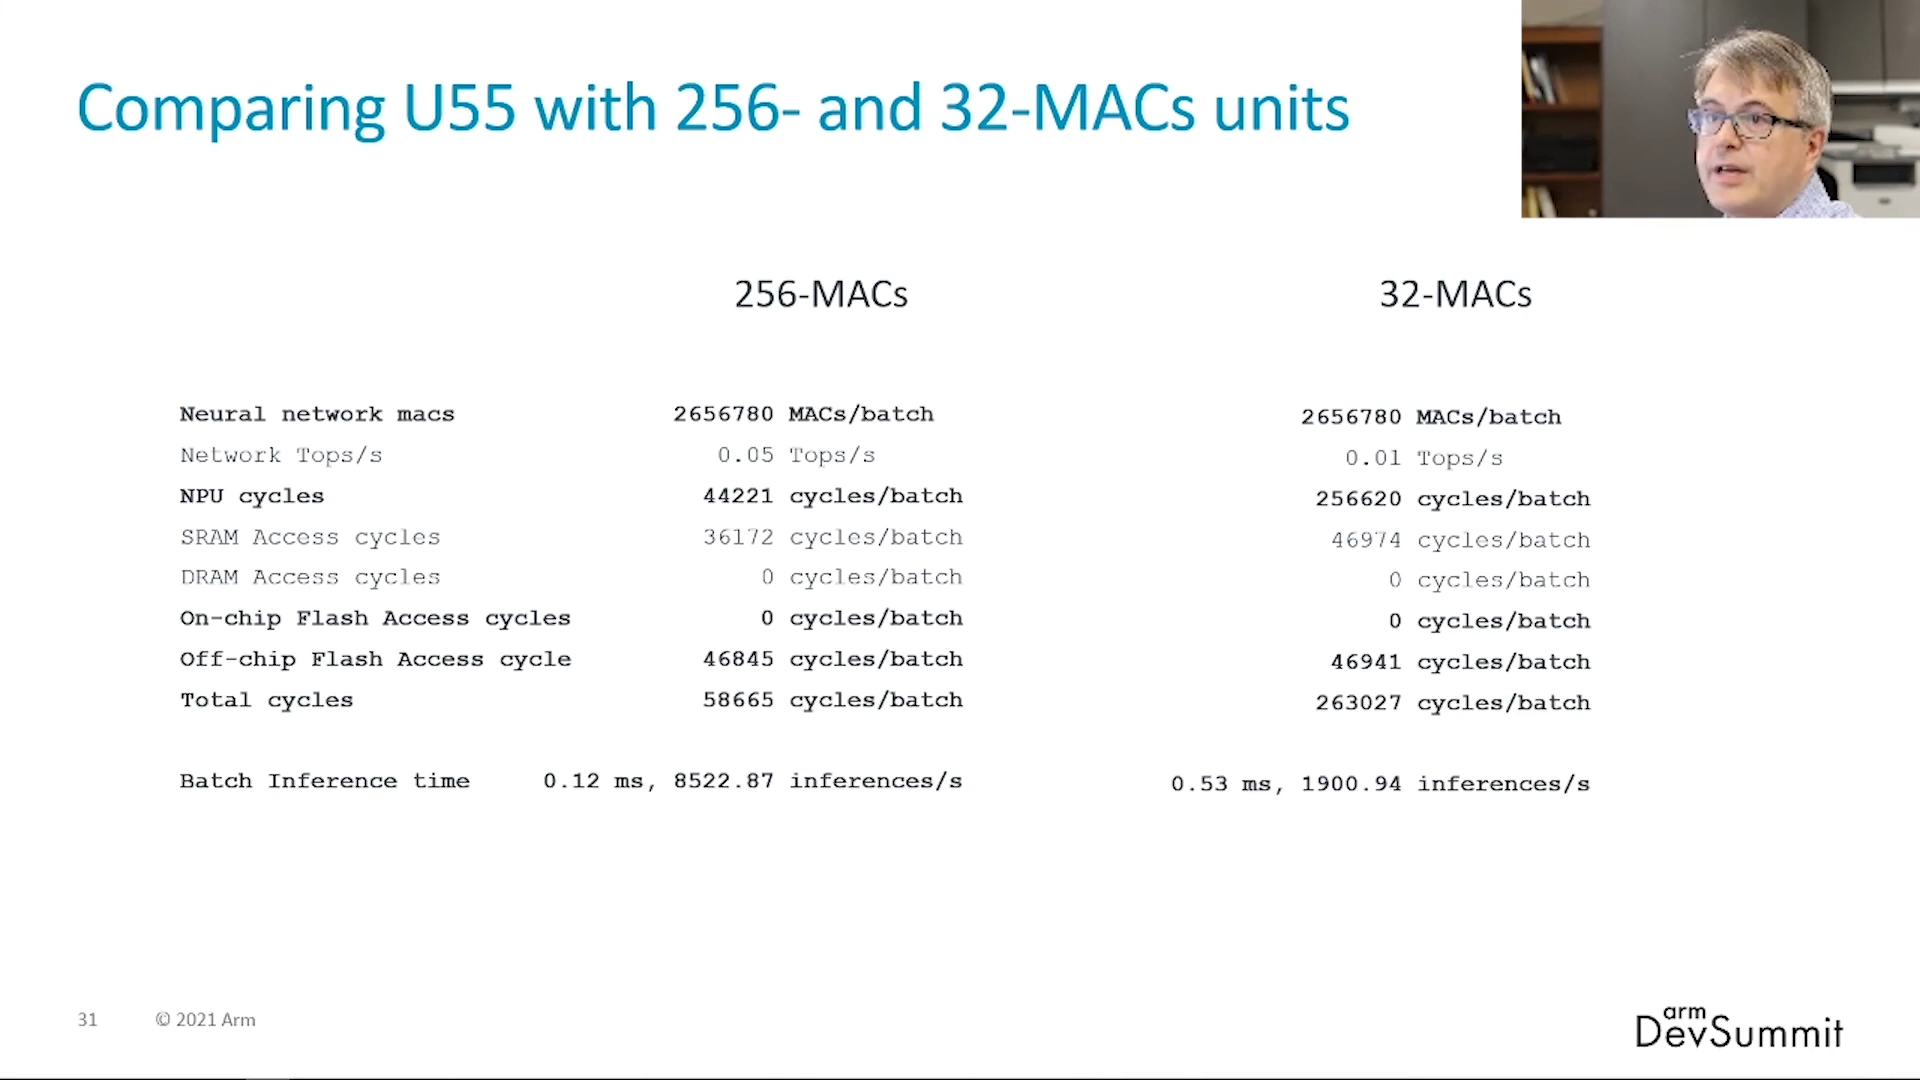 Comparing U55 with 256- and 32-MACs units
256-MACs 32-MACs
Neural network macs 2656780 MACs/batch 2656780 MACs/batch
Network Tops/s 0.05 Tops/s 0.01 Tops/s
NPU cycles 44221 cycles/batch 256620 cycles/batch
SRAM Access cycles 36172 cycles/batch 46974 cycles/batch
DRAM Access cycles 0 cycles/batch 0 cycles/batch
On-chip Flash Access cycles 0 cycles/batch 0 cycles/batch
Off-chip Flash Access cycle 46845 cycles/batch 46941 cycles/batch
Total cycles 58665 cycles/batch 263027 cycles/batch
Batch Inference time 0.12 ms, 8522.87 inferences/s 0.53 ms, 1900.94 inferences/s
31 © 2021 Arm
arm
DevSummit